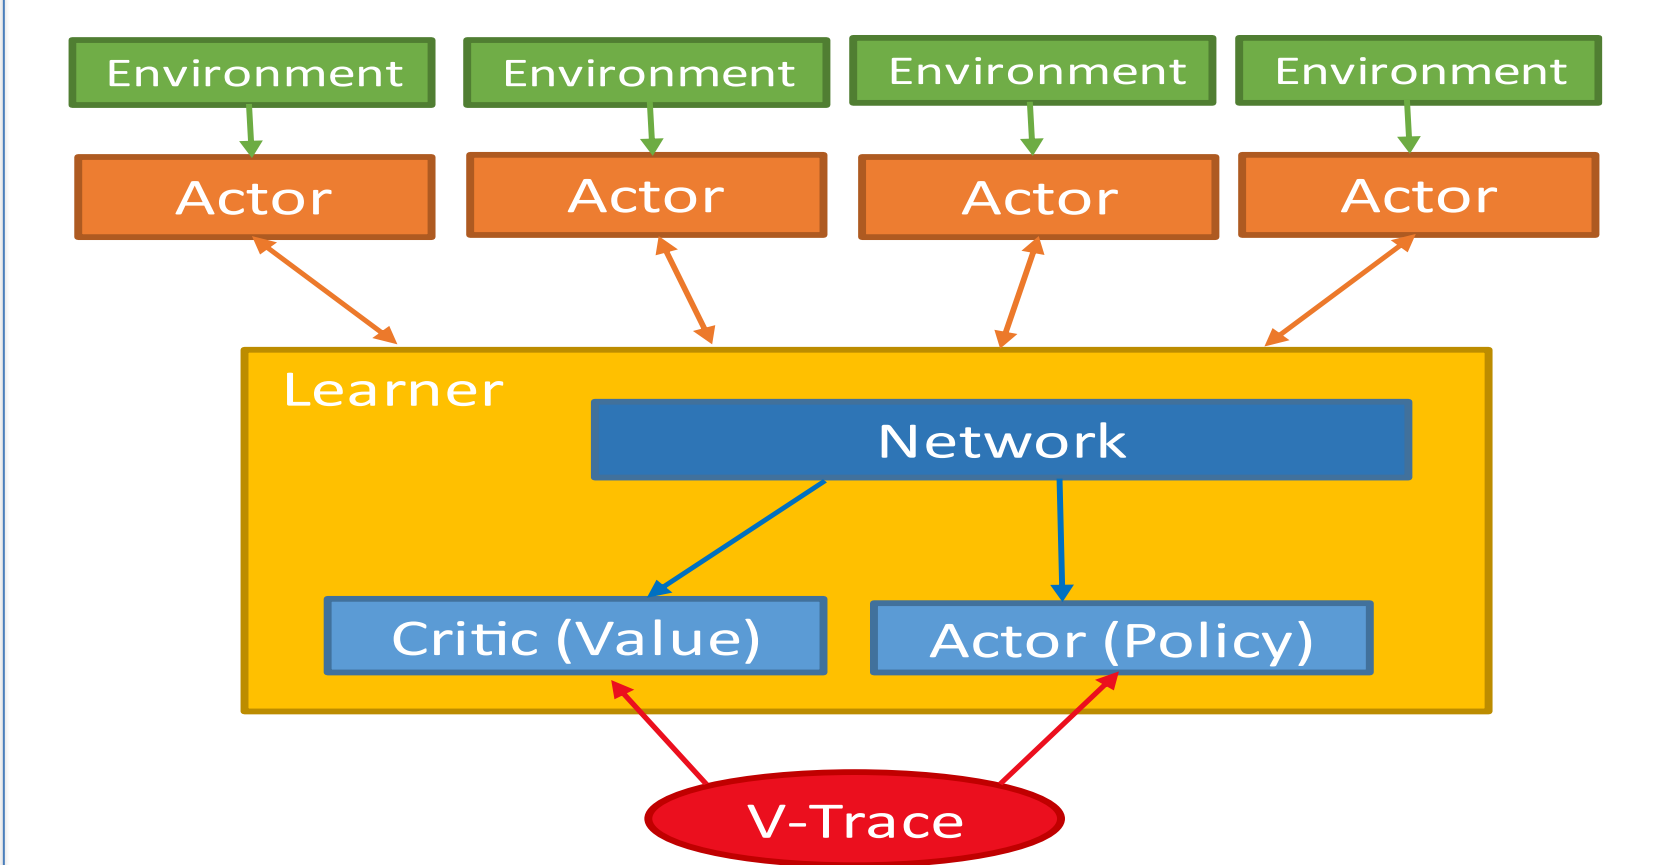 Environment
Environment
Environment
Environment
Actor
Actor
Actor
Actor
Learner
Network
Critic (Value)
Actor (Policy)
V-Trace